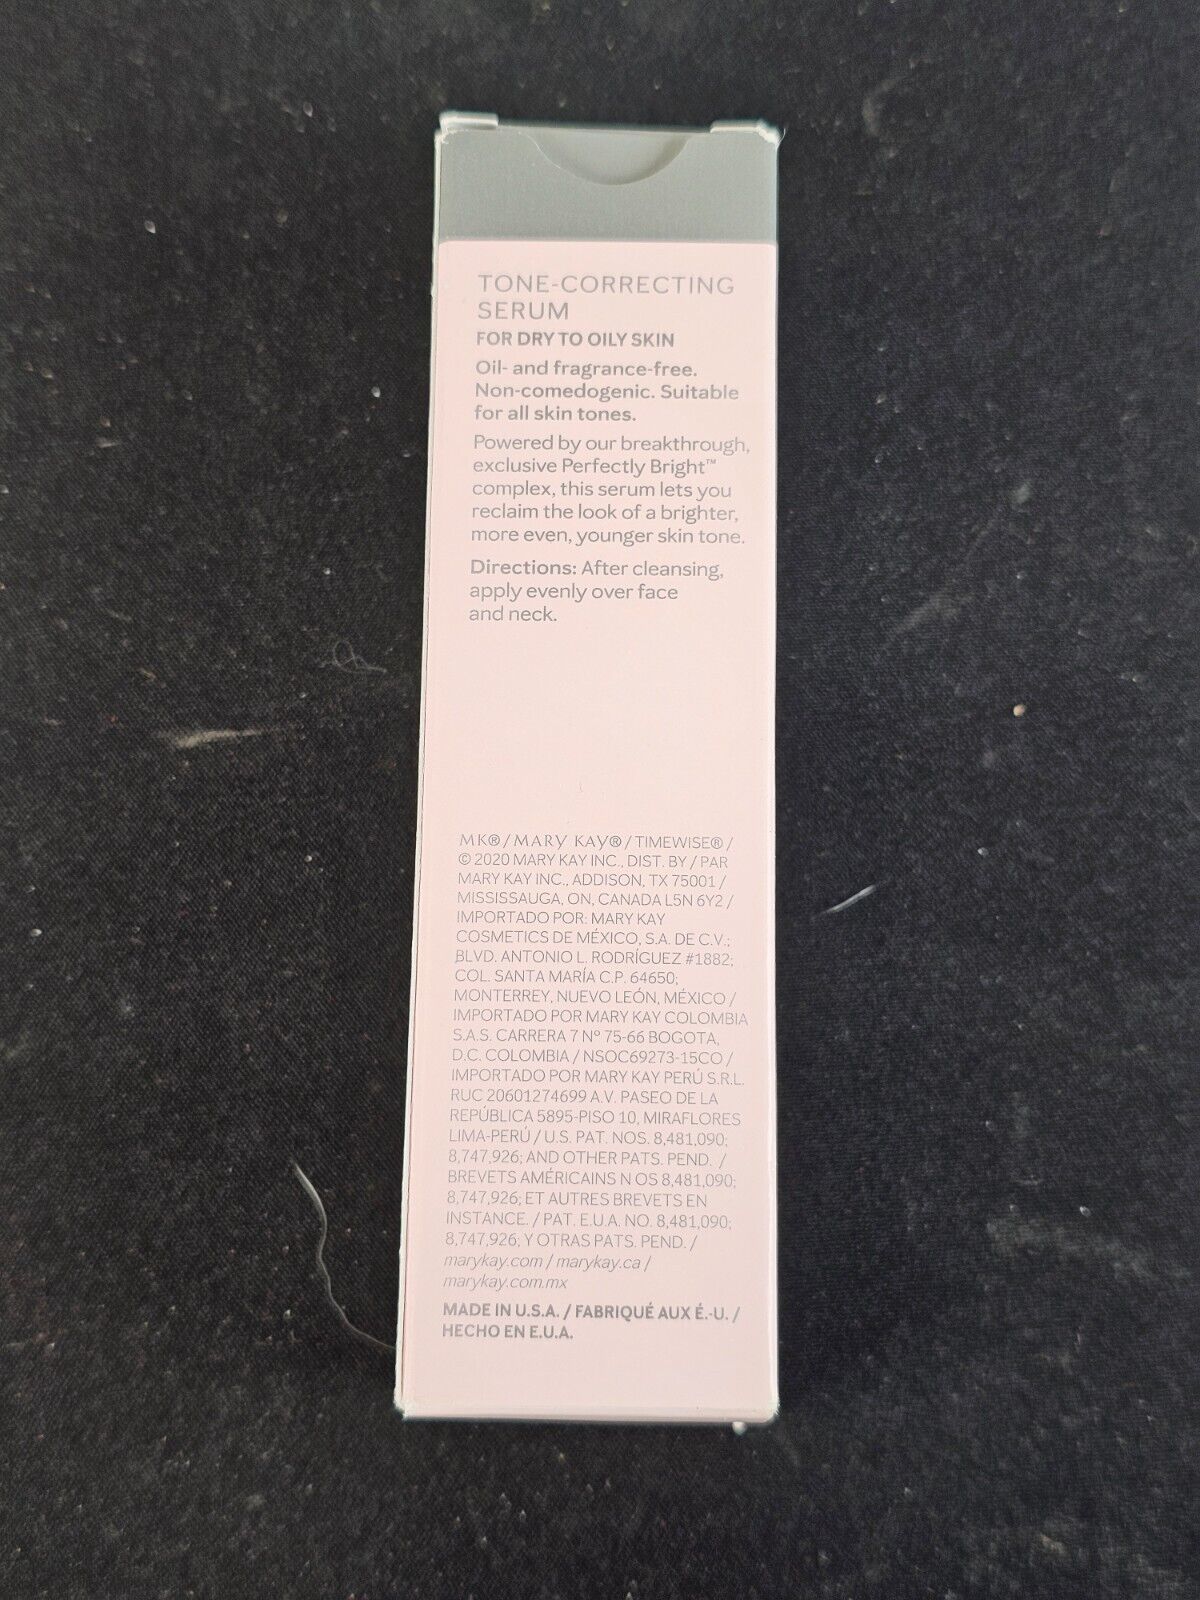 TONE-CORRECTING
SERUM
FOR DRY TO OILY SKIN
Oil- and fragrance-free.
Non-comedogenic. Suitable
for all skin tones.
Powered by our breakthrough,
exclusive Perfectly Bright™
complex, this serum lets you
reclaim the look of a brighter,
more even, younger skin tone.
Directions: After cleansing,
apply evenly over face
and neck.
MK® / MARY KAY® / TIMEWISE® /
© 2020 MARY KAY INC., DIST. BY / PAR
MARY KAY INC., ADDISON, TX 75001 /
MISSISSAUGA, ON, CANADA L5N 6Y2 /
IMPORTADO POR: MARY KAY
COSMETICS DE MÉXICO, S.A. DE C.V.;
BLVD. ANTONIO L. RODRÍGUEZ #1882;
COL. SANTA MARÍA C.P. 64650;
MONTERREY, NUEVO LEÓN, MÉXICO /
IMPORTADO POR MARY KAY COLOMBIA
S.A.S. CARRERA 7 Nº 75-66 BOGOTA,
D.C. COLOMBIA / NSOC69273-15CO /
IMPORTADO POR MARY KAY PERÚ S.R.L.
RUC 20601274699 A.V. PASEO DE LA
REPÚBLICA 5895-PISO 10, MIRAFLORES
LIMA-PERÚ / U.S. PAT. NOS. 8,481,090;
8,747,926; AND OTHER PATS. PEND. /
BREVETS AMÉRICAINS N OS 8,481,090;
8,747,926; ET AUTRES BREVETS EN
INSTANCE. / PAT. E.U.A. NO. 8,481,090;
8,747,926; Y OTRAS PATS. PEND. /
marykay.com / marykay.ca /
marykay.com.mx
MADE IN U.S.A. / FABRIQUÉ AUX É.-U. /
HECHO EN E.U.A.